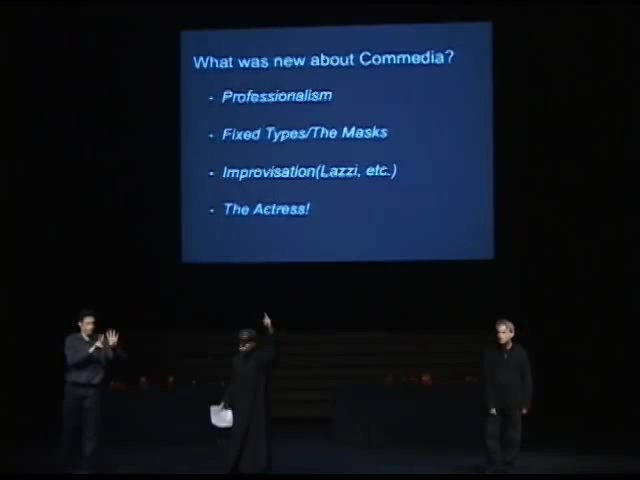 What was new about Commedia?
- Professionalism
- Fixed Types/The Masks
- Improvisation(Lazzi, etc.)
- The Actress!